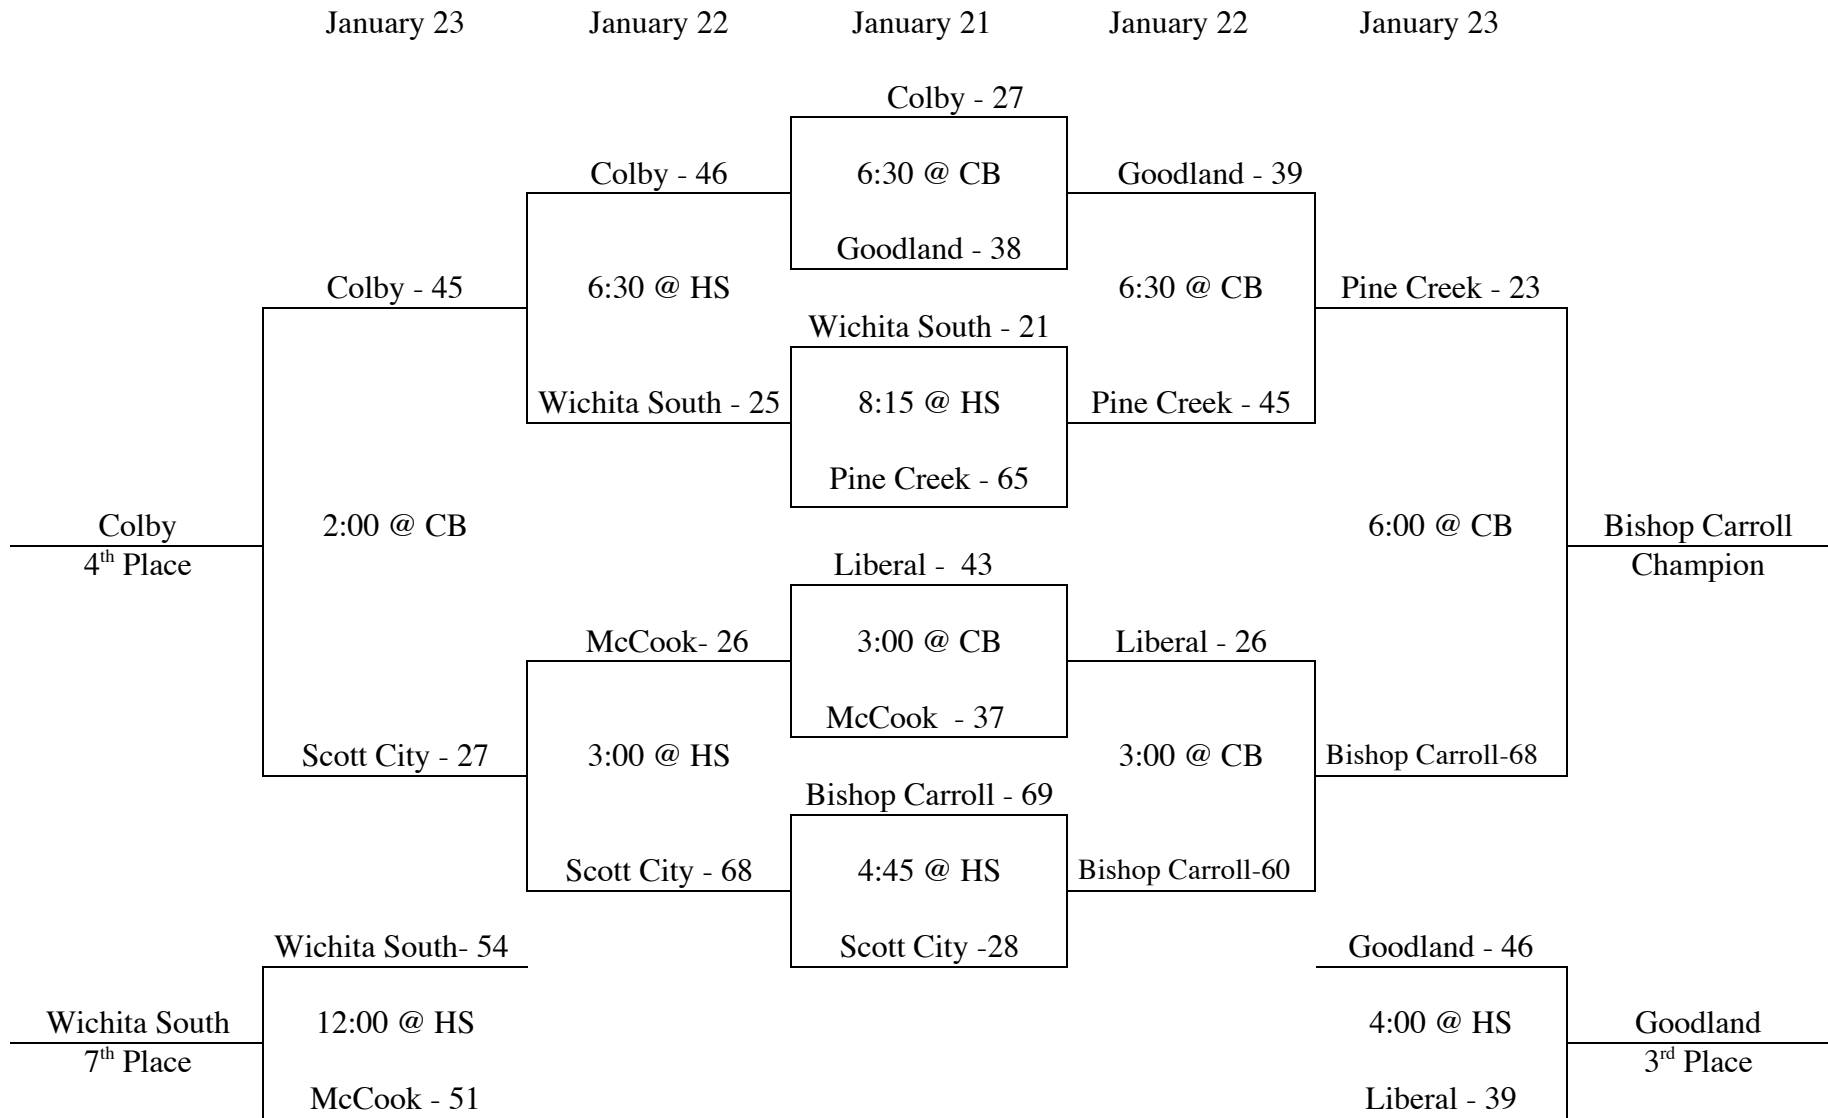 January 23 January 22 January 21 January 22 January 23
Colby - 27
Colby - 46 6:30 @ CB Goodland - 39
Goodland - 38
Colby - 45 6:30 @ HS 6:30 @ CB Pine Creek - 23
Wichita South - 21
Wichita South - 25 8:15 @ HS Pine Creek - 45
Pine Creek - 65
Colby 2:00 @ CB 6:00 @ CB Bishop Carroll
4th Place Liberal - 43 Champion
McCook- 26 3:00 @ CB Liberal - 26
McCook - 37
Scott City - 27 3:00 @ HS 3:00 @ CB Bishop Carroll-68
Bishop Carroll - 69
Scott City - 68 4:45 @ HS Bishop Carroll-60
Wichita South- 54 Scott City -28 Goodland - 46
Wichita South 12:00 @ HS 4:00 @ HS Goodland
7th Place 3rd Place
McCook - 51 Liberal - 39